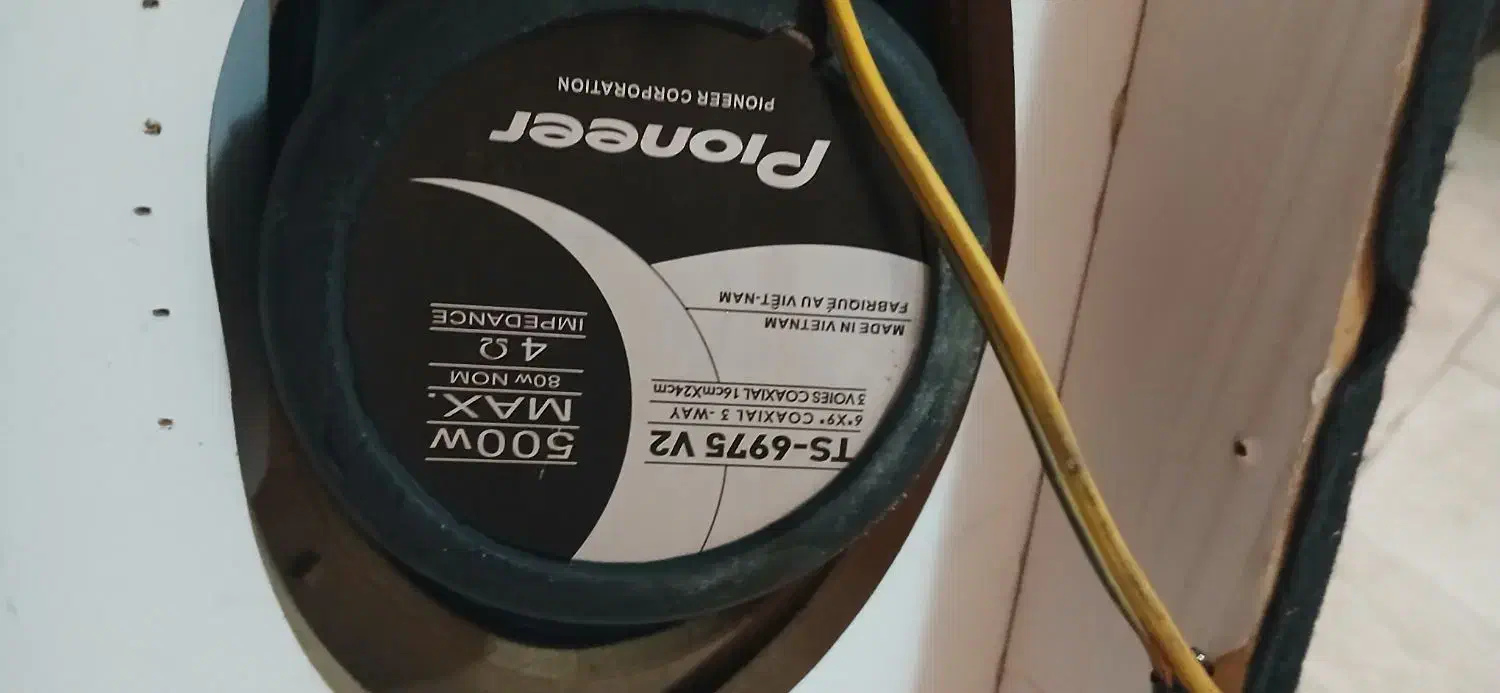 TS-6975 V2
6"X9" COAXIAL 3 - WAY
3 VOIES COAXIAL 16cmX24cm
MADE IN VIETNAM
FABRIQUÉ AU VIÊT-NAM
500w
MAX.
80w NOM
4 Ω
IMPEDANCE
Pioneer
PIONEER CORPORATION